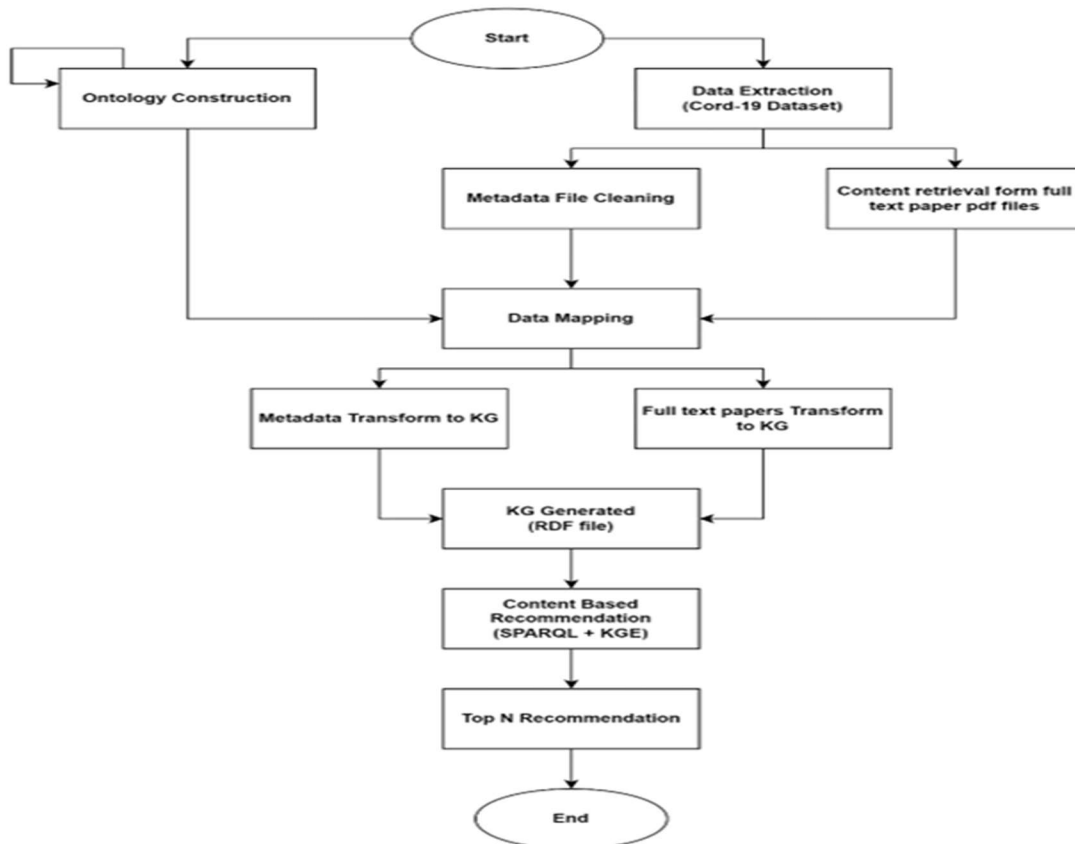 Start
Ontology Construction
Data Extraction
(Cord-19 Dataset)
Metadata File Cleaning
Content retrieval form full
text paper pdf files
Data Mapping
Metadata Transform to KG
Full text papers Transform
to KG
KG Generated
(RDF file)
Content Based
Recommendation
(SPARQL + KGE)
Top N Recommendation
End